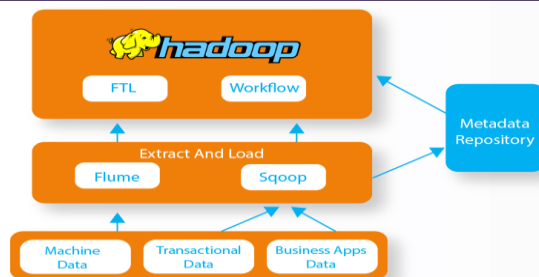 hadoop
FTL
Workflow
Metadata
Repository
Extract And Load
Flume
Sqoop
Machine
Data
Transactional
Data
Business Apps
Data